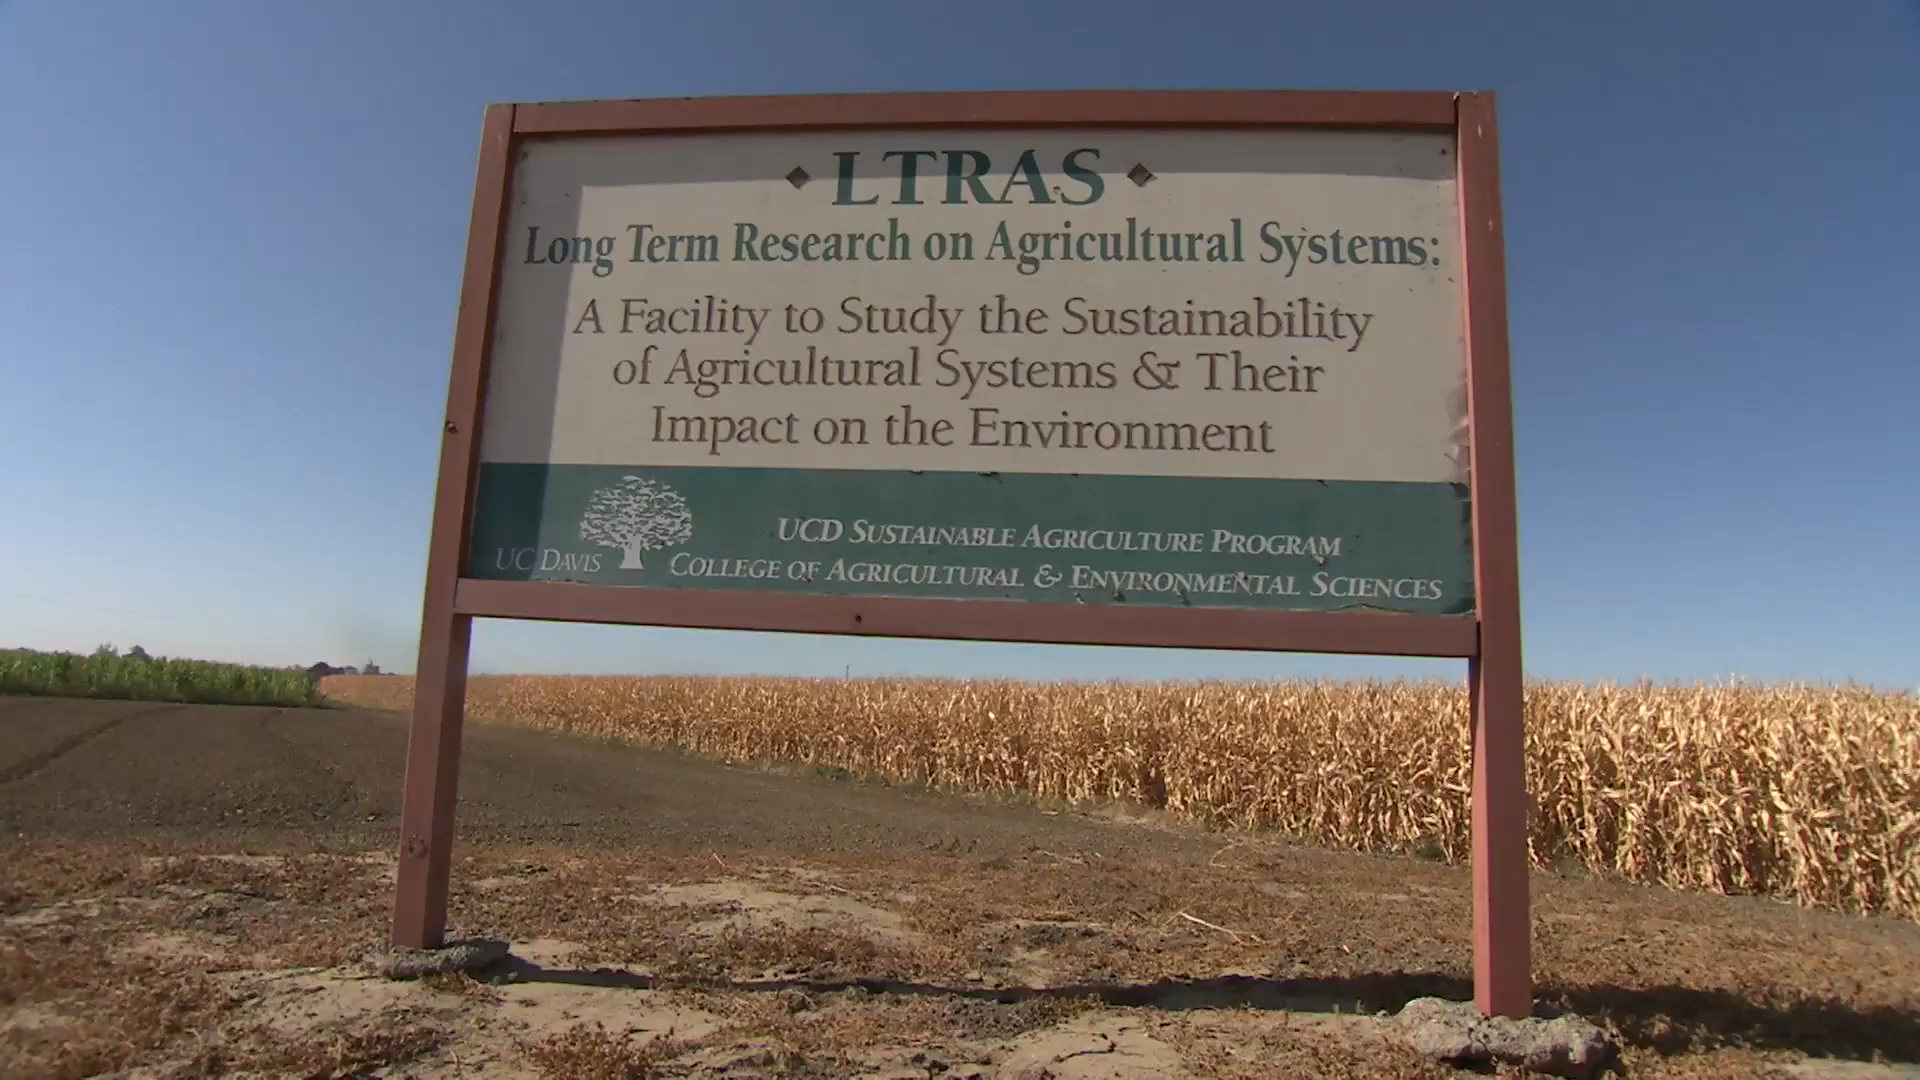 LTRAS
Long Term Research on Agricultural Systems:
A Facility to Study the Sustainability
of Agricultural Systems & Their
Impact on the Environment
UC DAVIS
UCD SUSTAINABLE AGRICULTURE PROGRAM
COLLEGE OF AGRICULTURAL & ENVIRONMENTAL SCIENCES